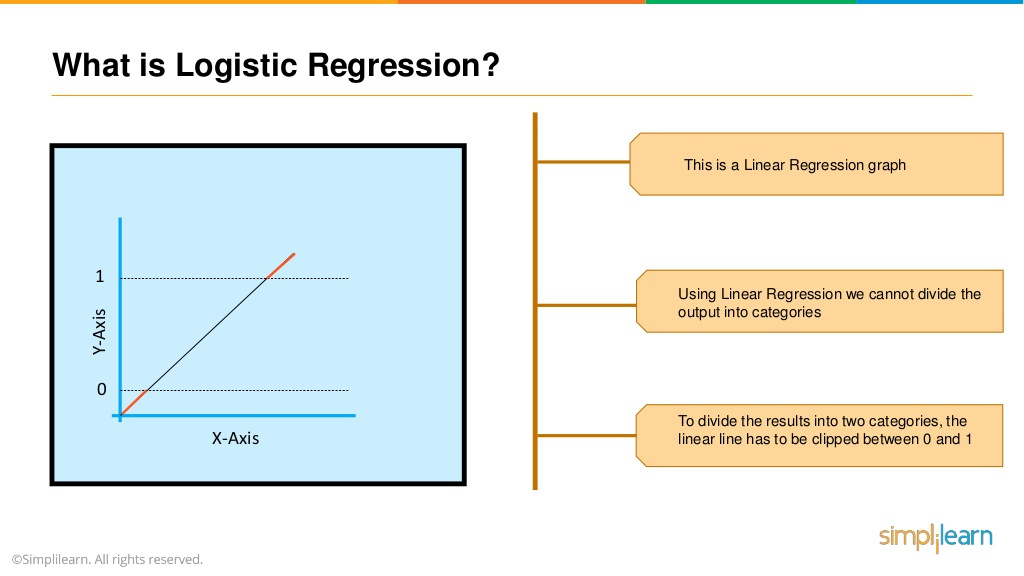 What is Logistic Regression?
1
Y-Axis
0
X-Axis
This is a Linear Regression graph
Using Linear Regression we cannot divide the
output into categories
To divide the results into two categories, the
linear line has to be clipped between 0 and 1
©Simplilearn. All rights reserved.
simplilearn